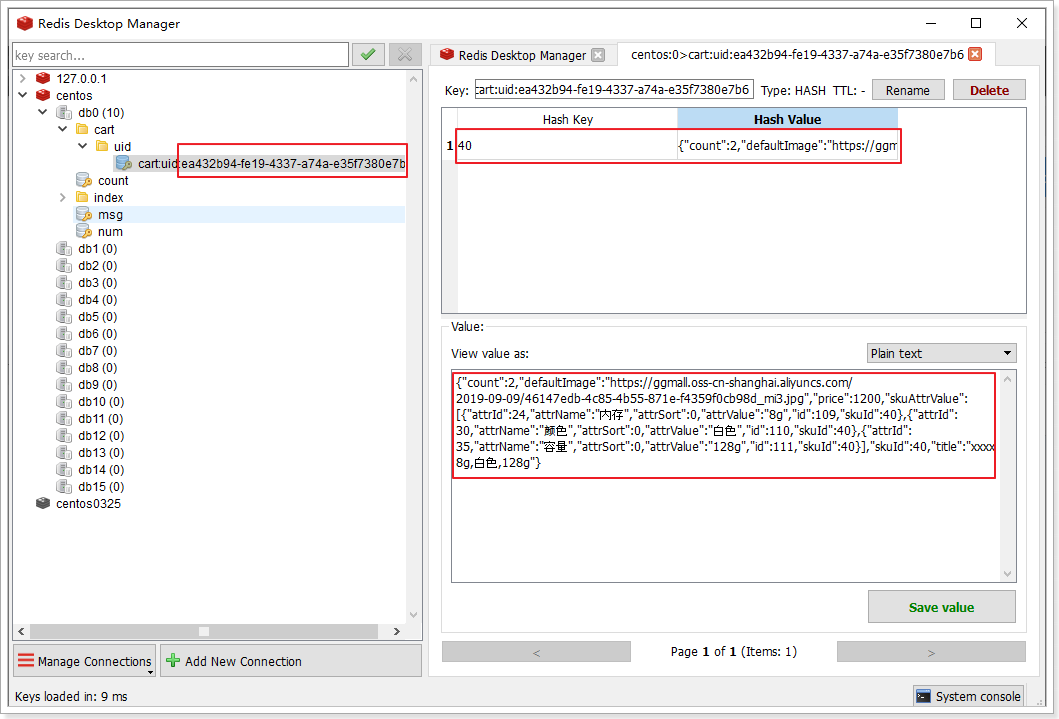 Redis Desktop Manager
key search...
127.0.0.1
centos
db0 (10)
cart
uid
cart:uid:ea432b94-fe19-4337-a74a-e35f7380e7b
count
index
msg
num
db1 (0)
db2 (0)
db3 (0)
db4 (0)
db5 (0)
db6 (0)
db7 (0)
db8 (0)
db9 (0)
db10 (0)
db11 (0)
db12 (0)
db13 (0)
db14 (0)
db15 (0)
centos0325
Manage Connections
Add New Connection
Keys loaded in: 9 ms
Redis Desktop Manager
centos:0>cart:uid:ea432b94-fe19-4337-a74a-e35f7380e7b6
Key: cart:uid:ea432b94-fe19-4337-a74a-e35f7380e7b6 Type: HASH TTL: - Rename Delete
Hash Key Hash Value
1 40 {"count":2,"defaultImage":"https://ggm
Value:
View value as: Plain text
{"count":2,"defaultImage":"https://ggmall.oss-cn-shanghai.aliyuncs.com/
2019-09-09/46147edb-4c85-4b55-871e-f4359f0cb98d_mi3.jpg","price":1200,"skuAttrValue":
[{"attrId":24,"attrName":"内存","attrSort":0,"attrValue":"8g","id":109,"skuId":40},{"attrId":
30,"attrName":"颜色","attrSort":0,"attrValue":"白色","id":110,"skuId":40},{"attrId":
35,"attrName":"容量","attrSort":0,"attrValue":"128g","id":111,"skuId":40}],"skuId":40,"title":"xxxx
8g,白色,128g"}
Save value
< Page 1 of 1 (Items: 1) >
System console